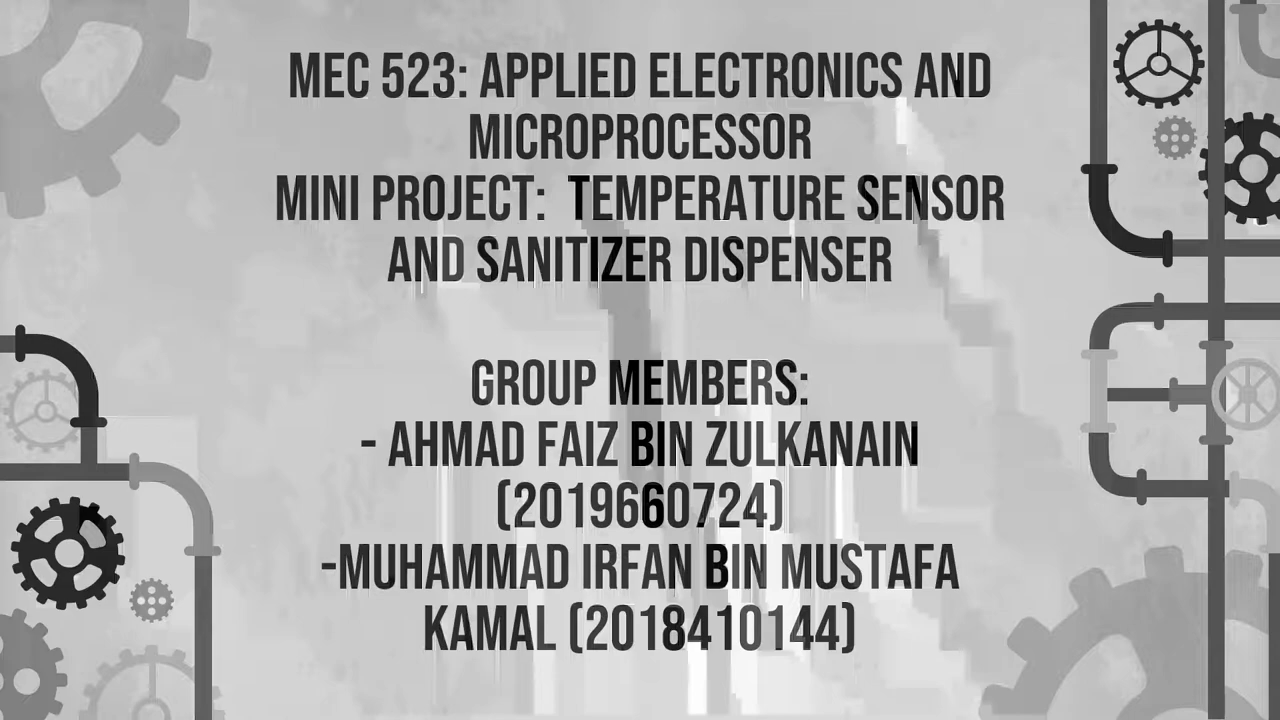 MEC 523: APPLIED ELECTRONICS AND
MICROPROCESSOR
MINI PROJECT: TEMPERATURE SENSOR
AND SANITIZER DISPENSER
GROUP MEMBERS:
- AHMAD FAIZ BIN ZULKANAIN
(2019660724)
-MUHAMMAD IRFAN BIN MUSTAFA
KAMAL (2018410144)